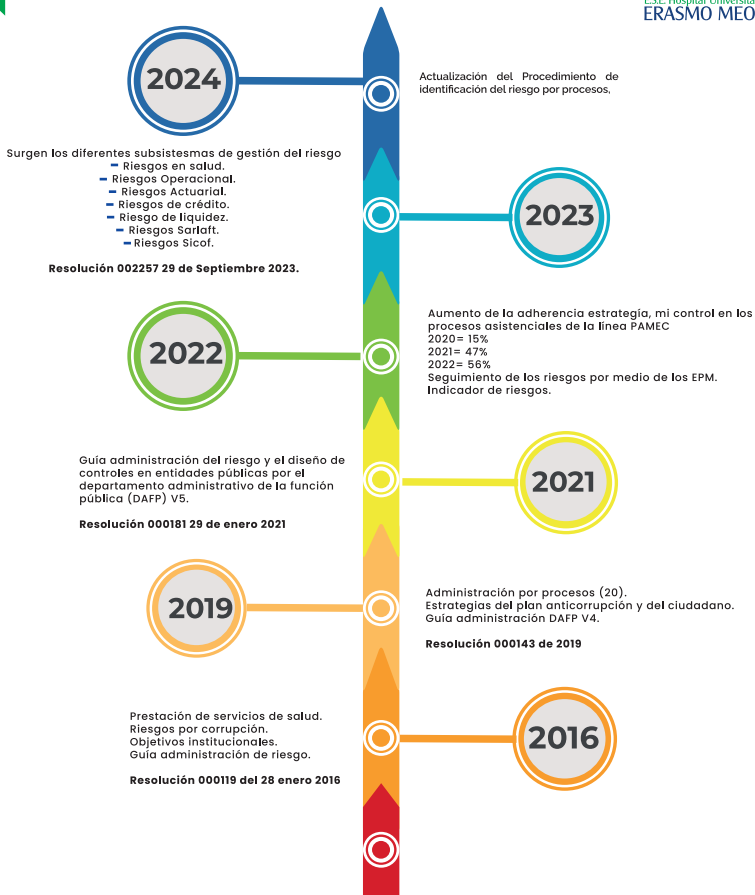 E.S.E. Hospital Universita
ERASMO MEO
2024
Actualización del Procedimiento de
identificación del riesgo por procesos,
Surgen los diferentes subsistesmas de gestión del riesgo
– Riesgos en salud.
– Riesgos Operacional.
– Riesgos Actuarial.
– Riesgos de crédito.
– Riesgo de liquidez.
– Riesgos Sarlaft.
– Riesgos Sicof.
Resolución 002257 29 de Septiembre 2023.
2023
2022
Aumento de la adherencia estrategía, mi control en los
procesos asistenciales de la línea PAMEC
2020= 15%
2021= 47%
2022= 56%
Seguimiento de los riesgos por medio de los EPM.
Indicador de riesgos.
Guía administración del riesgo y el diseño de
controles en entidades públicas por el
departamento administrativo de la función
pública (DAFP) V5.
Resolución 000181 29 de enero 2021
2021
2019
Administración por procesos (20).
Estrategias del plan anticorrupción y del ciudadano.
Guía administración DAFP V4.
Resolución 000143 de 2019
Prestación de servicios de salud.
Riesgos por corrupción.
Objetivos institucionales.
Guía administración de riesgo.
Resolución 000119 del 28 enero 2016
2016